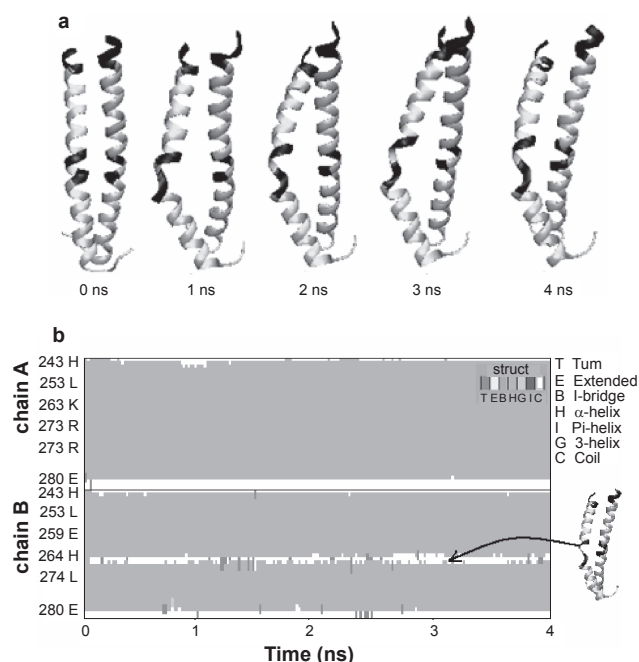 a
0 ns
1 ns
2 ns
3 ns
4 ns
b
chain A
243 H
253 L
263 K
273 R
273 R
280 E
chain B
243 H
253 L
259 E
264 H
274 L
280 E
struct
T E B H G I C
T Turn
E Extended
B I-bridge
H α-helix
I Pi-helix
G 3-helix
C Coil
0
1
2
3
4
Time (ns)